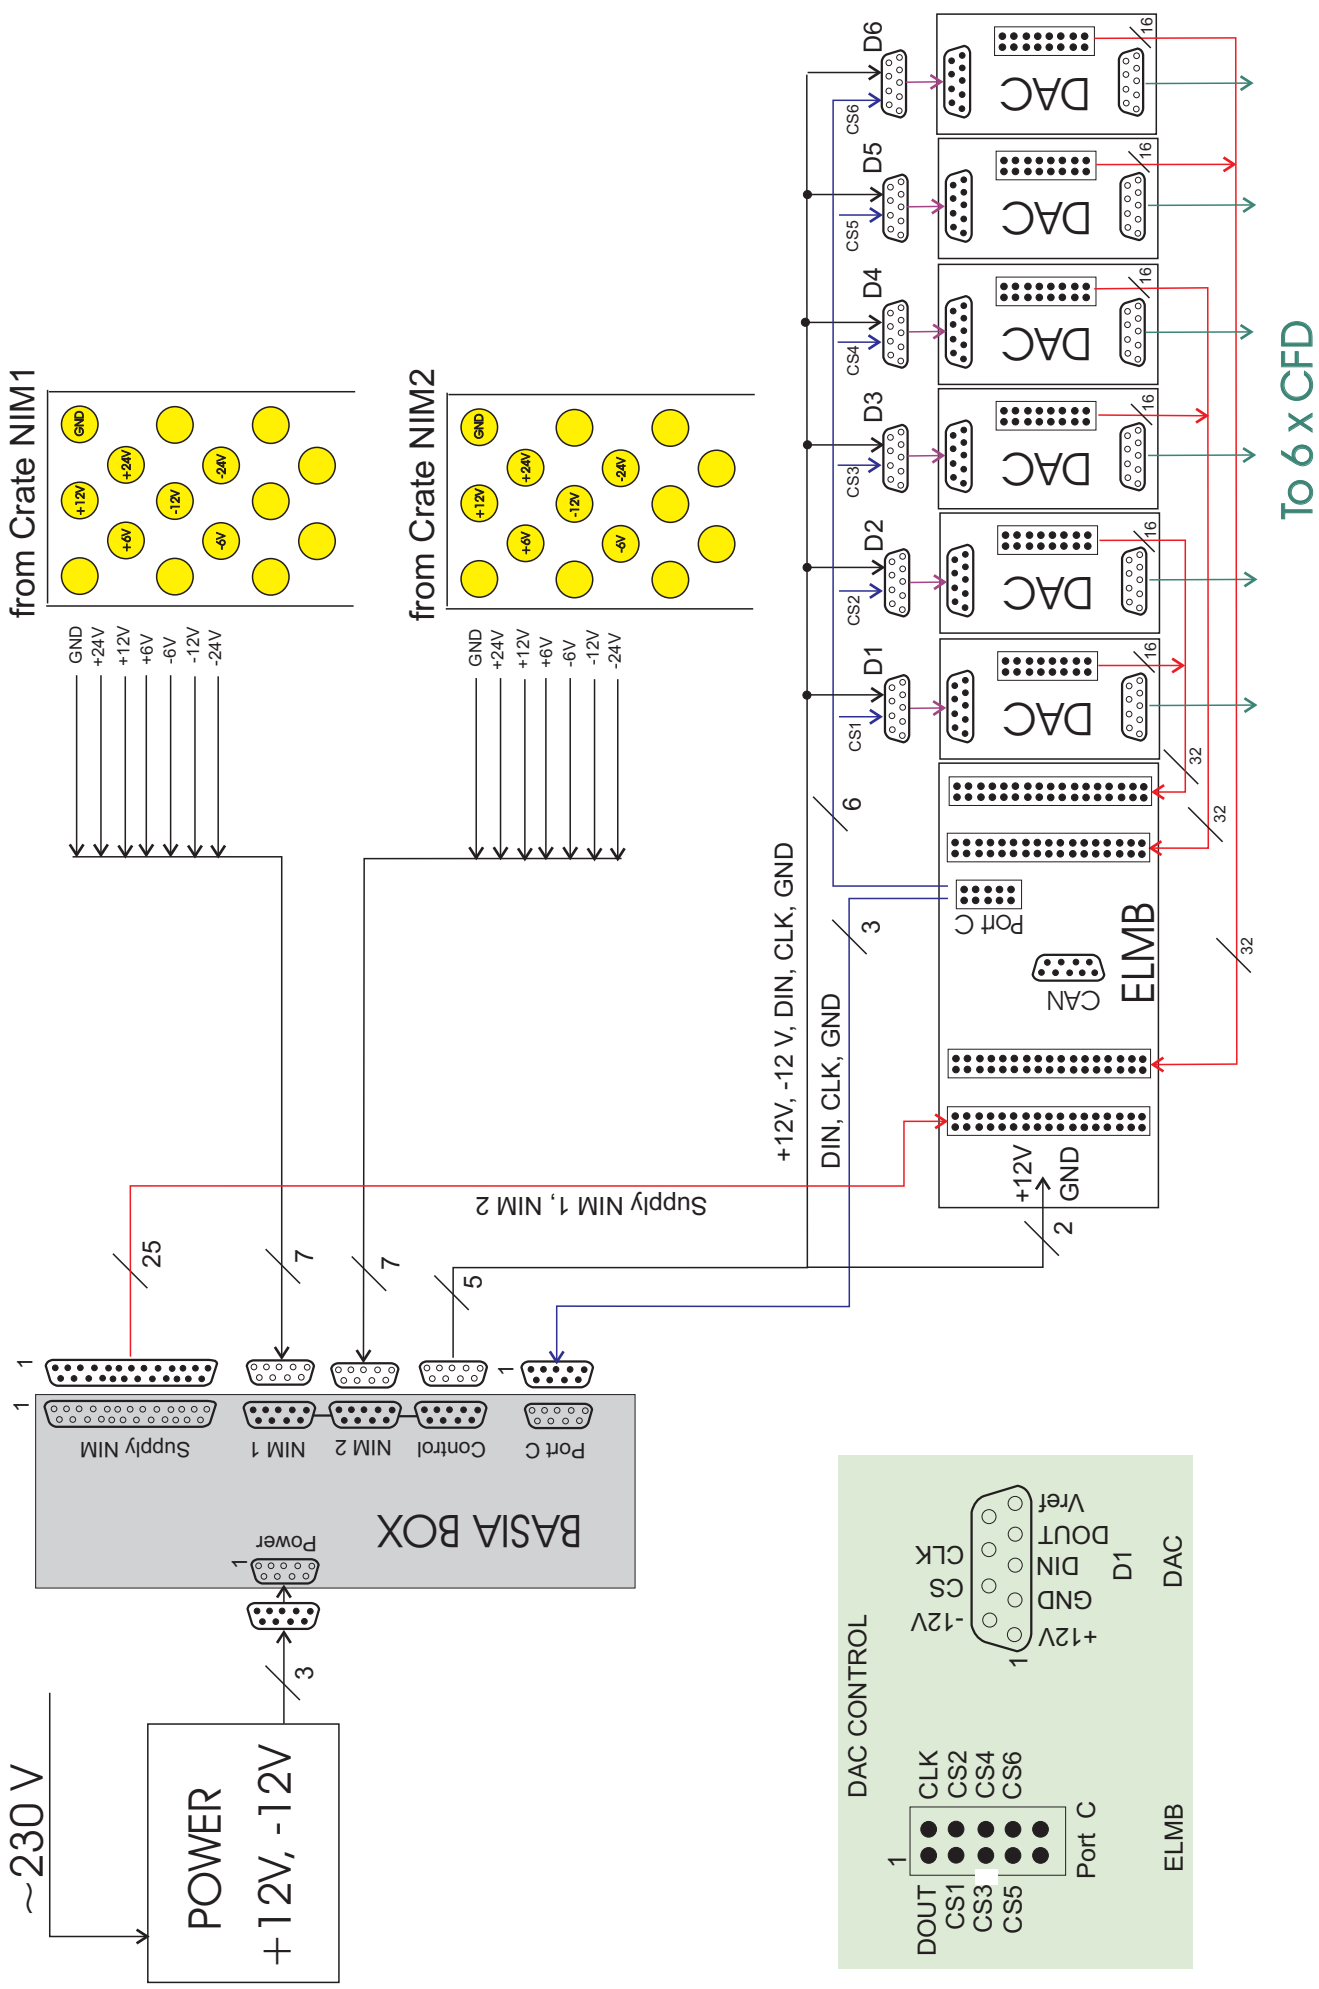 ~230 V
POWER
+12V, -12V
3
Power
1
BASIA BOX
Supply NIM
NIM 1
NIM 2
Control
Port C
1
1
1
25
7
7
5
Supply NIM 1, NIM 2
from Crate NIM1
GND
+24V
+12V
+6V
-6V
-12V
-24V
GND
+24V
+12V
-24V
-12V
+6V
-6V
from Crate NIM2
GND
+24V
+12V
+6V
-6V
-12V
-24V
GND
+24V
+12V
-24V
-12V
+6V
-6V
+12V, -12 V, DIN, CLK, GND
DIN, CLK, GND
6
3
2
+12V
GND
ELMB
CAN
Port C
32
32
32
D1
CS1
DAC
16
D2
CS2
DAC
16
D3
CS3
DAC
16
D4
CS4
DAC
16
D5
CS5
DAC
16
D6
CS6
DAC
16
To 6 x CFD
DAC CONTROL
1
DOUT CLK
CS1 CS2
CS3 CS4
CS5 CS6
Port C
ELMB
-12V
CS
CLK
1
+12V
GND
DIN
DOUT
Vref
D1
DAC